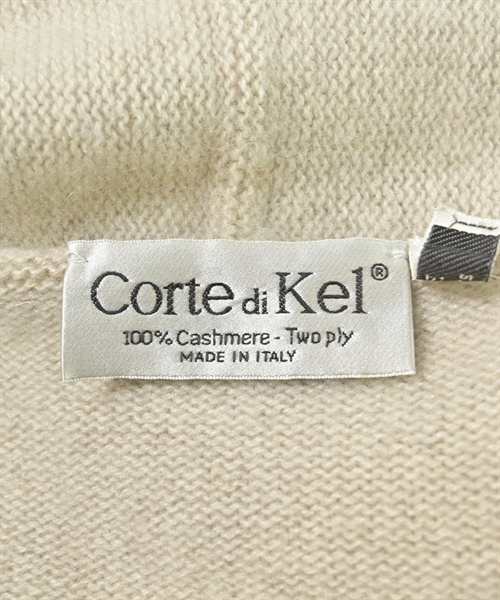 Corte di Kel®
100% Cashmere - Two ply
MADE IN ITALY